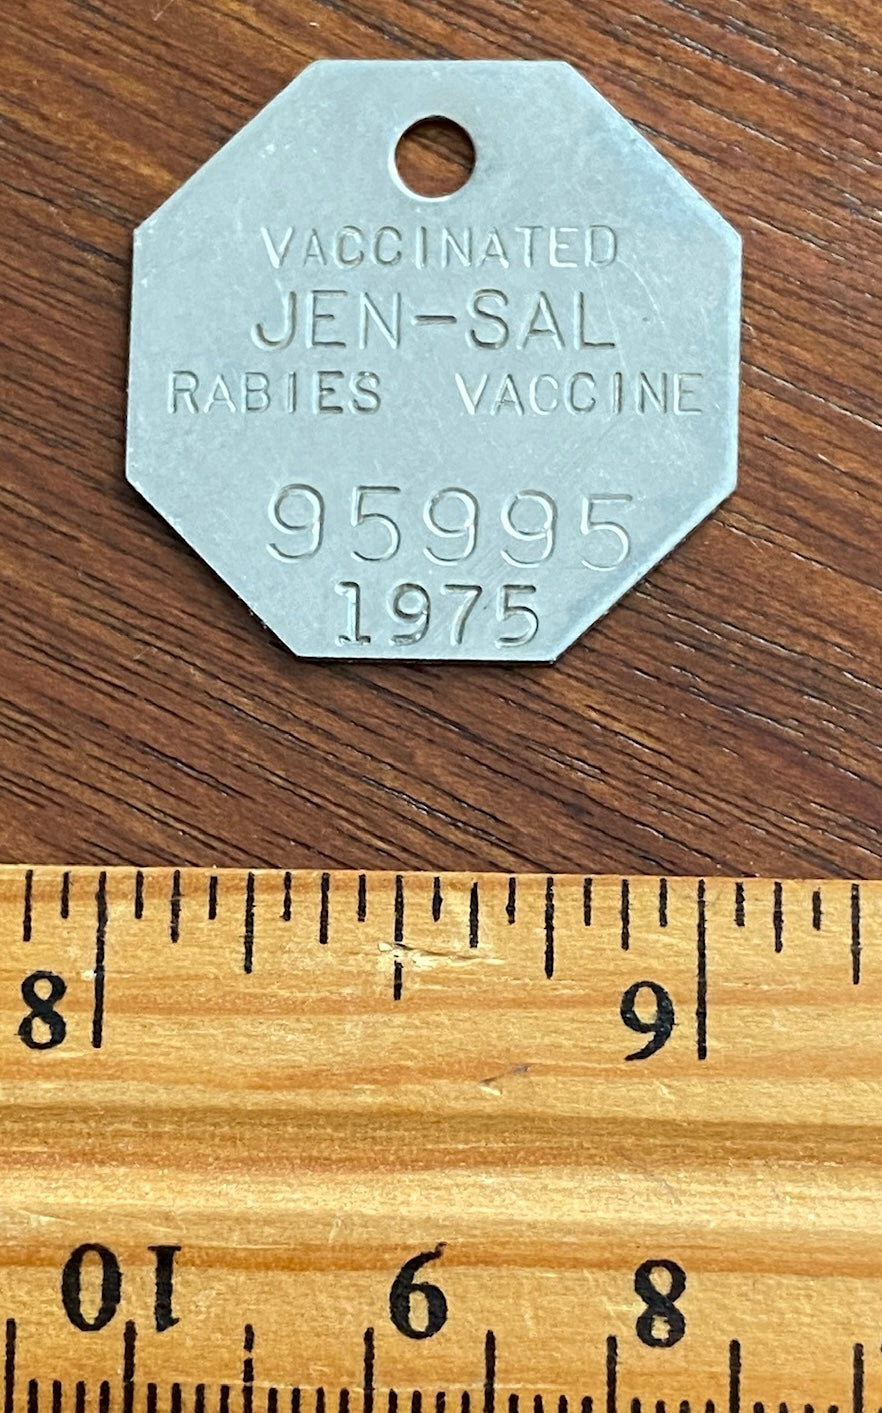 VACCINATED
JEN-SAL
RABIES VACCINE
95995
1975
8 9
10 9 8